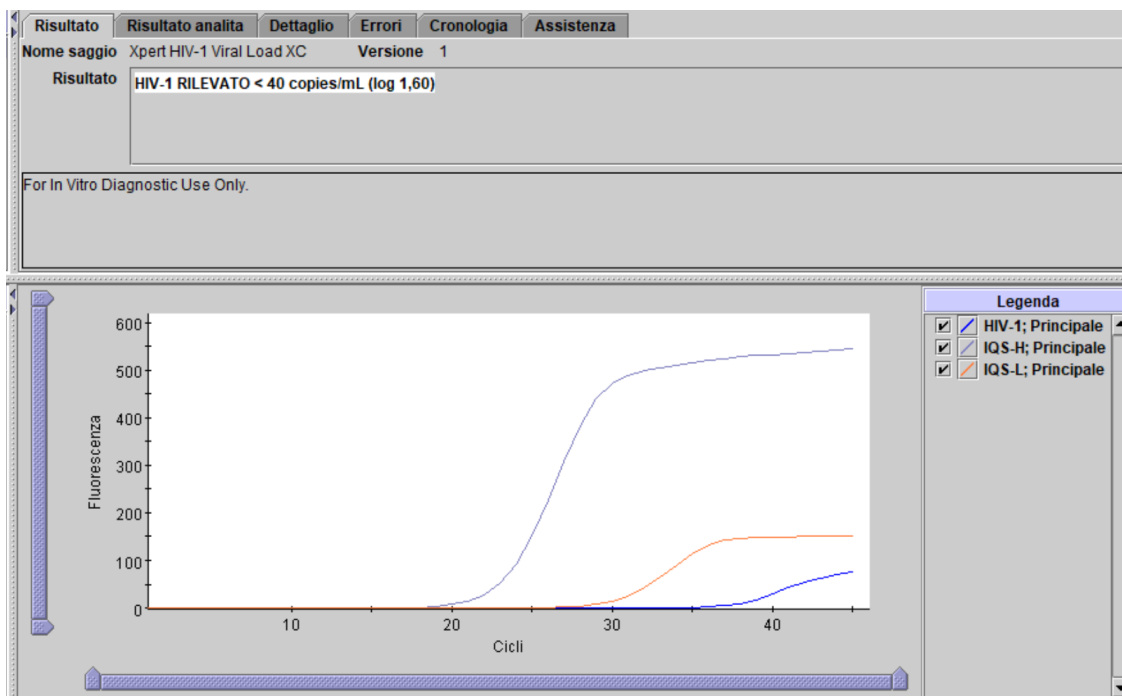 Risultato Risultato analita Dettaglio Errori Cronologia Assistenza
Nome saggio Xpert HIV-1 Viral Load XC Versione 1
Risultato HIV-1 RILEVATO < 40 copies/mL (log 1,60)
For In Vitro Diagnostic Use Only.
Legenda
HIV-1; Principale
IQS-H; Principale
IQS-L; Principale
Fluorescenza
600
500
400
300
200
100
0
10 20 30 40
Cicli